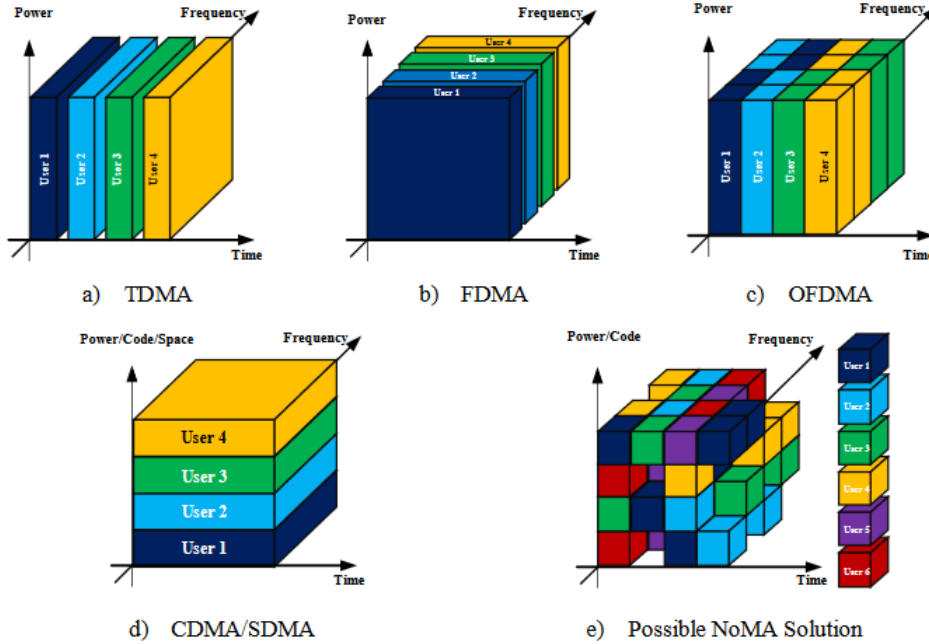 Power
Frequency
User 1
User 2
User 3
User 4
Time
a) TDMA
Power
Frequency
User 4
User 3
User 2
User 1
Time
b) FDMA
Power
Frequency
User 1
User 2
User 3
User 4
Time
c) OFDMA
Power/Code/Space
Frequency
User 4
User 3
User 2
User 1
Time
d) CDMA/SDMA
Power/Code
Frequency
Time
User 1
User 2
User 3
User 4
User 5
User 6
e) Possible NoMA Solution